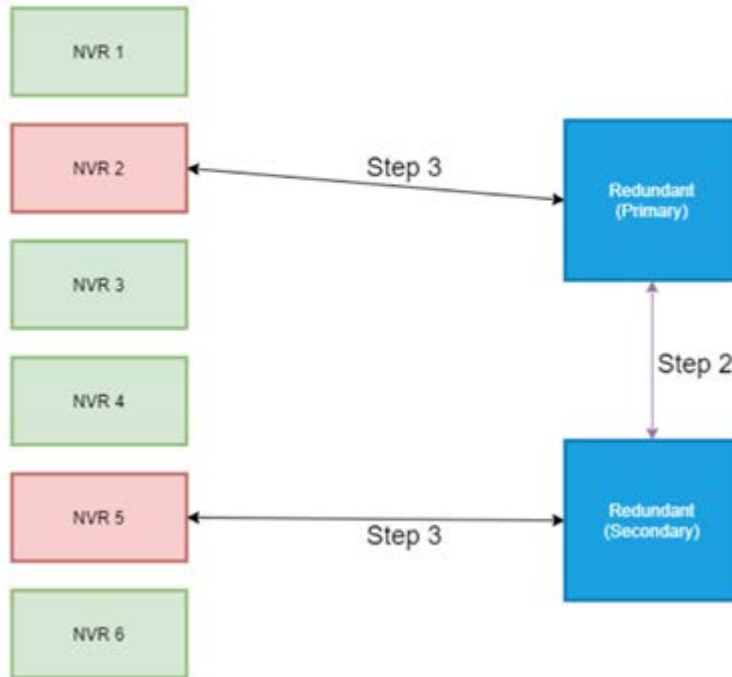 NVR 1
NVR 2
Step 3
Redundant
(Primary)
NVR 3
Step 2
NVR 4
NVR 5
Step 3
Redundant
(Secondary)
NVR 6